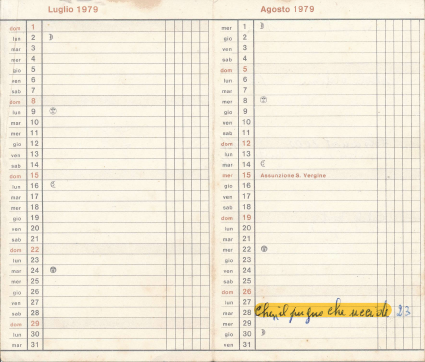 Luglio 1979
dom 1
lun 2
mar 3
mer 4
gio 5
ven 6
sab 7
dom 8
lun 9
mar 10
mer 11
gio 12
ven 13
sab 14
dom 15
lun 16
mar 17
mer 18
gio 19
ven 20
sab 21
dom 22
lun 23
mar 24
mer 25
gio 26
ven 27
sab 28
dom 29
lun 30
mar 31
Agosto 1979
mer 1
gio 2
ven 3
sab 4
dom 5
lun 6
mar 7
mer 8
gio 9
ven 10
sab 11
dom 12
lun 13
mar 14
mer 15 Assunzione B. Vergine
gio 16
ven 17
sab 18
dom 19
lun 20
mar 21
mer 22
gio 23
ven 24
sab 25
dom 26
lun 27
mar 28 Chen, il pugno che uccide 23
mer 29
gio 30
ven 31